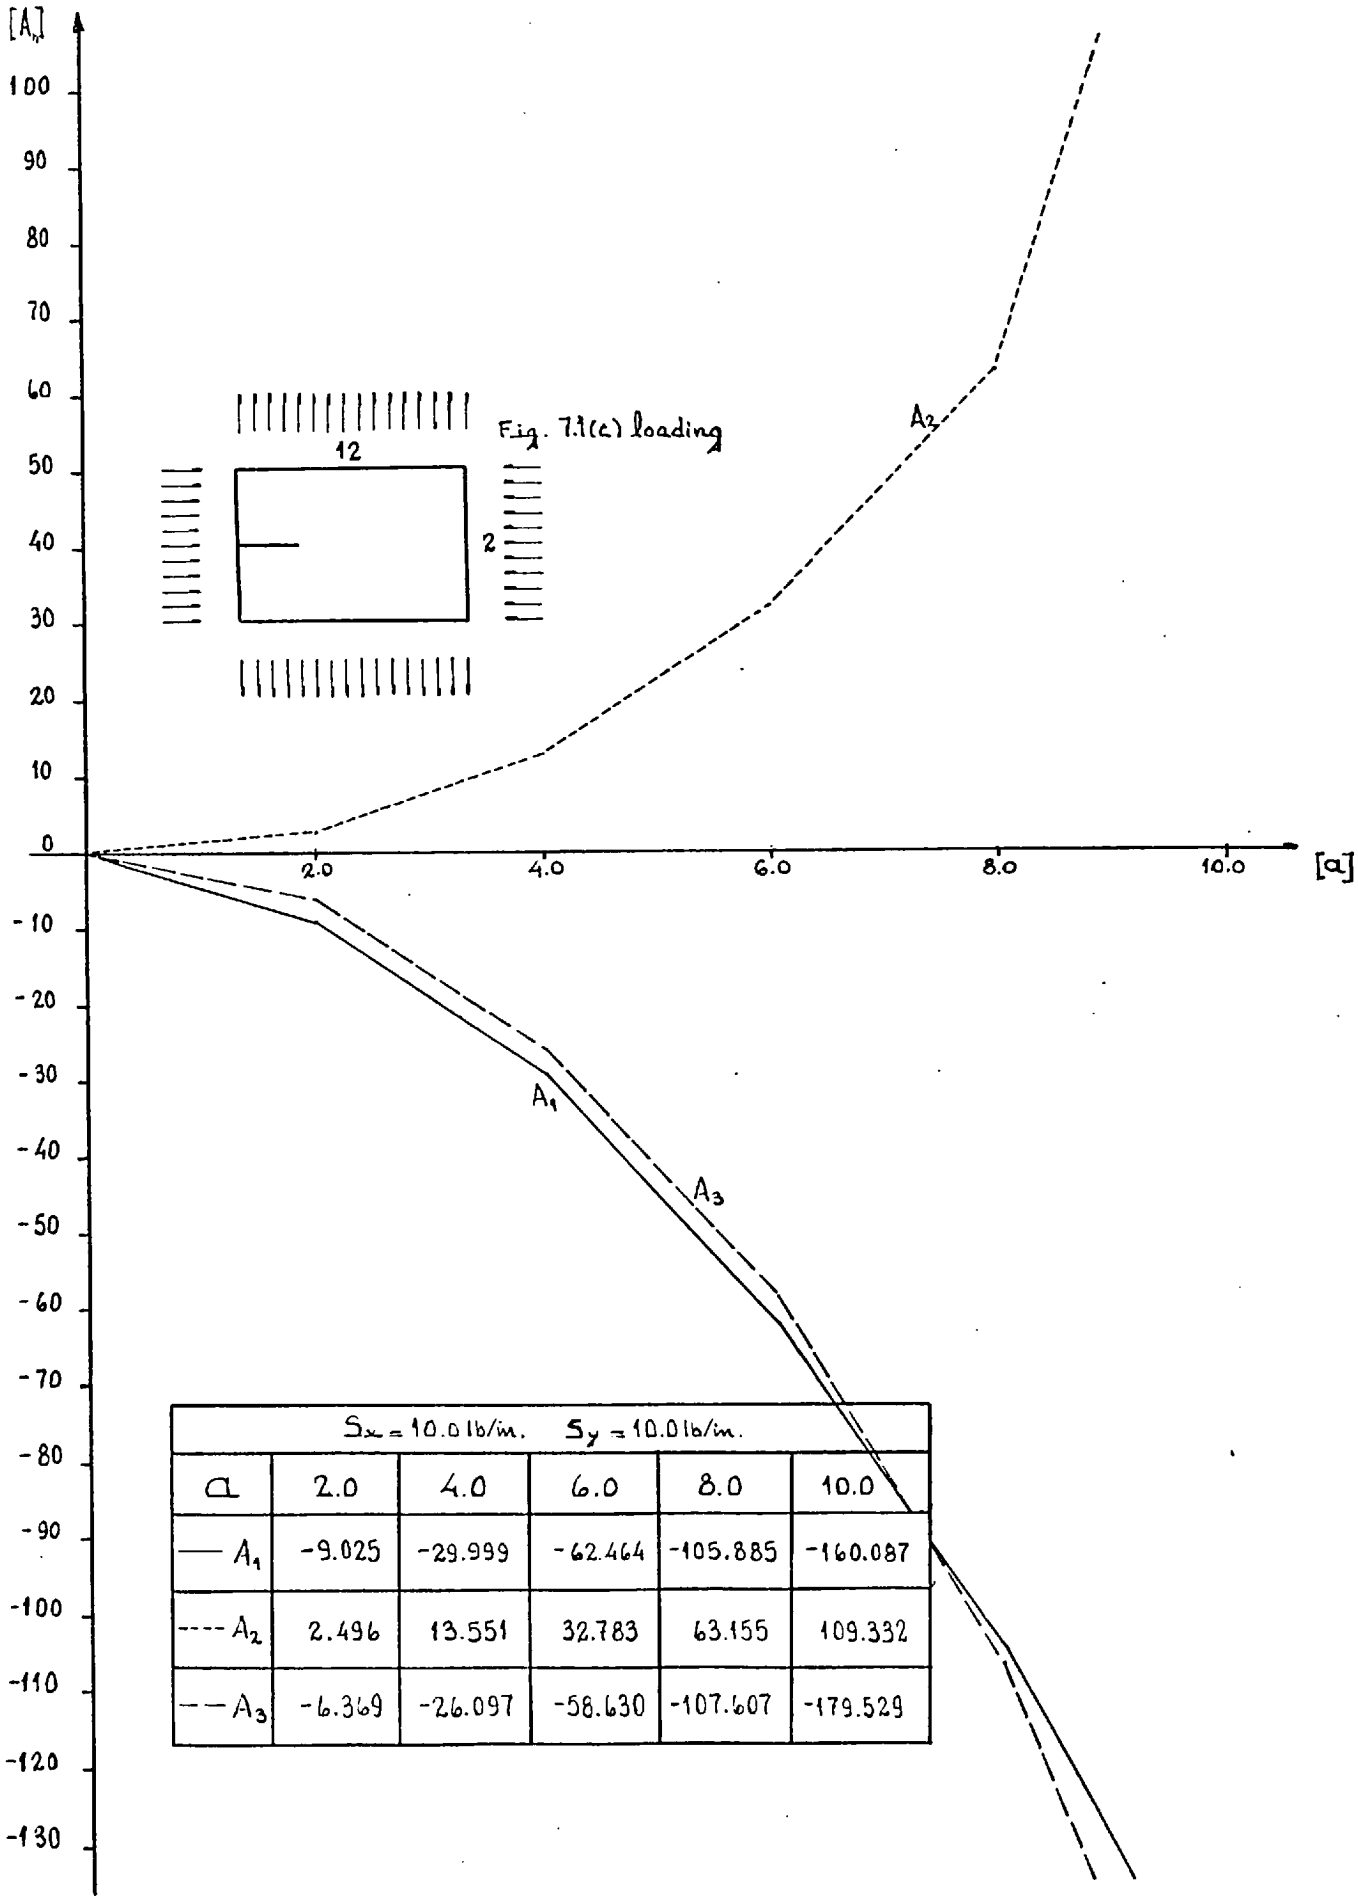 [Aₙ]
100
90
80
70
60
50
40
30
20
10
0
-10
-20
-30
-40
-50
-60
-70
-80
-90
-100
-110
-120
-130
2.0 4.0 6.0 8.0 10.0 [a]
Fig. 7.1(c) loading
12
2
A₂
A₁
A₃
Sx = 10.0 lb/in. Sy = 10.0 lb/in.
a 2.0 4.0 6.0 8.0 10.0
A₁ -9.025 -29.999 -62.464 -105.885 -160.087
A₂ 2.496 13.551 32.783 63.155 109.332
A₃ -6.369 -26.097 -58.630 -107.607 -179.529